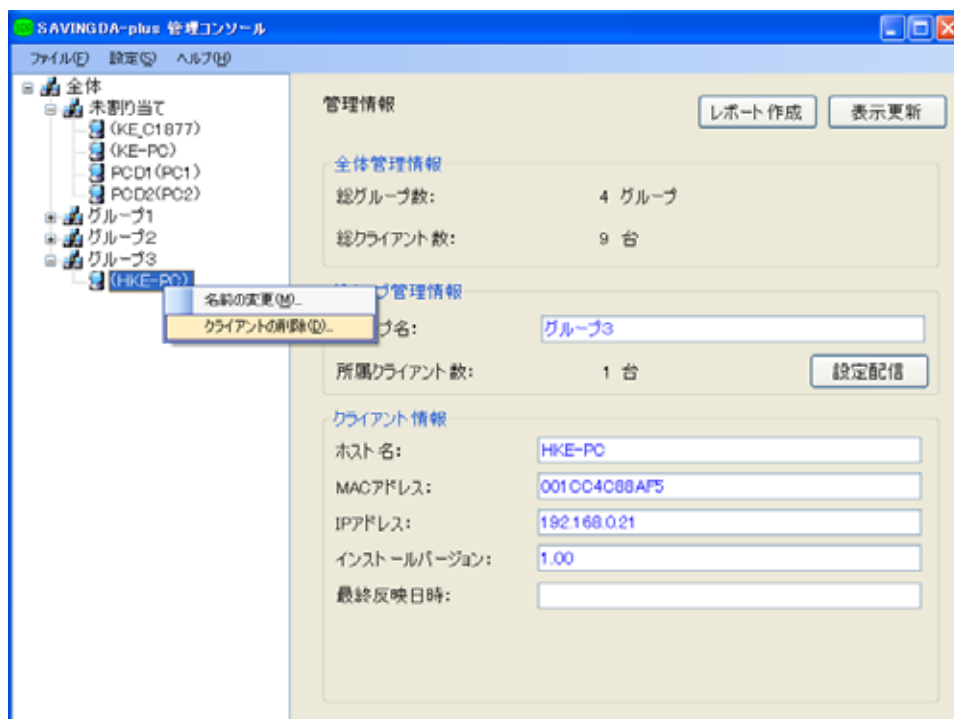 SAVINGDA-plus 管理コンソール
ファイル(F) 設定(S) ヘルプ(H)
全体
未割り当て
(KE_C1877)
(KE-PC)
PCD1(PC1)
PCD2(PC2)
グループ1
グループ2
グループ3
(HKE-PC)
名前の変更(M)...
クライアントの削除(D)...
管理情報
レポート作成
表示更新
全体管理情報
総グループ数: 4 グループ
総クライアント数: 9 台
プ管理情報
プ名: グループ3
所属クライアント数: 1 台
設定配信
クライアント情報
ホスト名: HKE-PC
MACアドレス: 001CC4C88AF5
IPアドレス: 192.168.0.21
インストールバージョン: 1.00
最終反映日時: